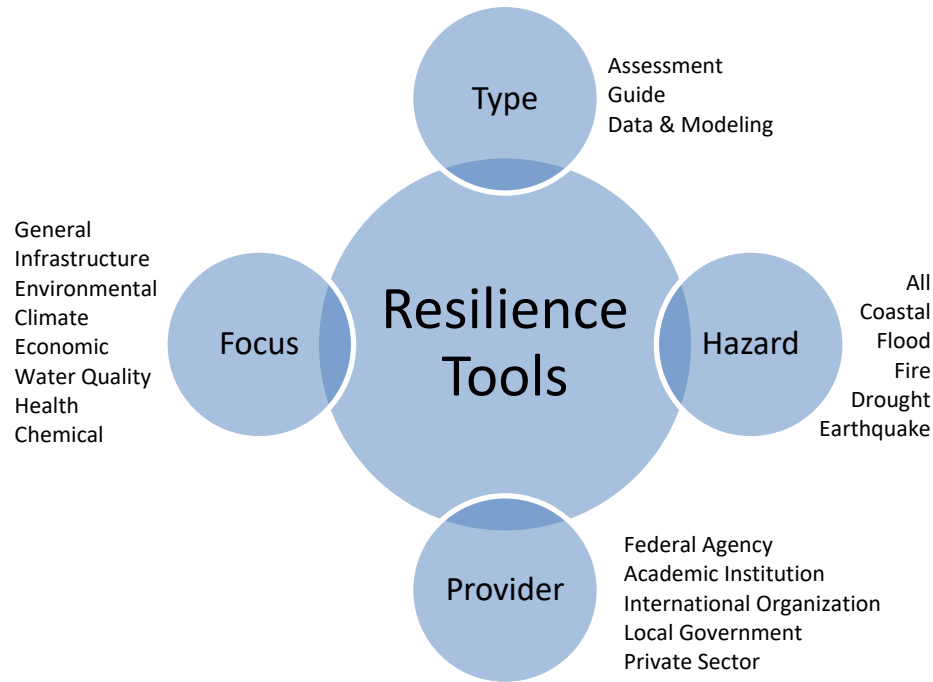 Type
Assessment
Guide
Data & Modeling
General
Infrastructure
Environmental
Climate
Economic
Water Quality
Health
Chemical
Focus
Resilience
Tools
Hazard
All
Coastal
Flood
Fire
Drought
Earthquake
Provider
Federal Agency
Academic Institution
International Organization
Local Government
Private Sector